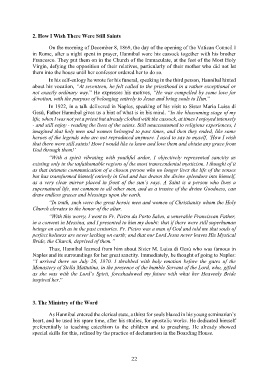 2. How I Wish There Were Still Saints
On the morning of December 8, 1869, the day of the opening of the Vatican Council I
in Rome, after a night spent in prayer, Hannibal wore his cassock together with his brother
Francesco. They put them on in the Church of the Immaculate, at the feet of the Most Holy
Virgin, defying the opposition of their relatives, particularly of their mother who did not let
them into the house until her confessor ordered her to do so.
In his self-eulogy he wrote for his funeral, speaking in the third person, Hannibal hinted
about his vocation, "At seventeen, he felt called to the priesthood in a rather exceptional or
not exactly ordinary way." He expresses his motives, "He was compelled by some love for
devotion, with the purpose of belonging entirely to Jesus and bring souls to Him."
In 1922, in a talk delivered in Naples, speaking of his visit to Sister Maria Luisa di
Gesù, Father Hannibal gives us a hint of what is in his mind, "In the blossoming stage of my
life, when I was not yet a priest but already clothed with the cassock, at times I enjoyed intensely
- and still enjoy - reading the lives of the saints. Still unaccustomed to religious experiences, I
imagined that holy men and women belonged to past times, and then they ended, like some
heroes of the legends who are not reproduced anymore. I used to say to myself, 'How I wish
that there were still saints! How I would like to know and love them and obtain any grace from
God through them!'
"With a spirit vibrating with youthful ardor, I objectively represented sanctity as
existing only in the unfathomable regions of the most transcendental mysticism. I thought of it
as that intimate communication of a chosen person who no longer lives the life of the senses
but has transformed himself entirely in God and has drawn the divine splendors into himself,
as a very clear mirror placed in front of the sun's rays. A Saint is a person who lives a
supernatural life, not common to all other men, and as a trustee of the divine Goodness, can
draw endless graces and blessings upon the earth.
"In truth, such were the great heroic men and women of Christianity whom the Holy
Church elevates to the honor of the altar.
"With this worry, I went to Fr. Pietro da Portu Salvo, a venerable Franciscan Father,
in a convent in Messina, and I presented to him my doubt: that if there were still superhuman
beings on earth as in the past centuries. Fr. Pietro was a man of God and told me that souls of
perfect holiness are never lacking on earth, and that our Lord Jesus never leaves His Mystical
Bride, the Church, deprived of them."
Thus, Hannibal learned from him about Sister M. Luisa di Gesù who was famous in
Naples and its surroundings for her great sanctity. Immediately, he thought of going to Naples:
"I arrived there on July 26, 1870. I thrilled with holy emotion before the gates of the
Monastery of Stella Mattutina, in the presence of the humble Servant of the Lord, who, gifted
as she was with the Lord's Spirit, foreshadowed my future with what her Heavenly Bride
inspired her."
3. The Ministry of the Word
As Hannibal entered the clerical state, a thirst for souls blazed in his young seminarian's
heart, and he used his spare time, after his studies, for apostolic works. He dedicated himself
preferentially to teaching catechism to the children and to preaching. He already showed
special skills for this, refined by the practice of declamation in the Boarding House.
22